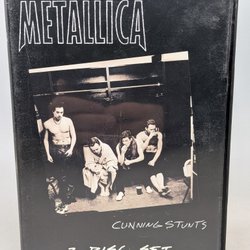 METALLICA
CUNNING STUNTS
2 DISC SET